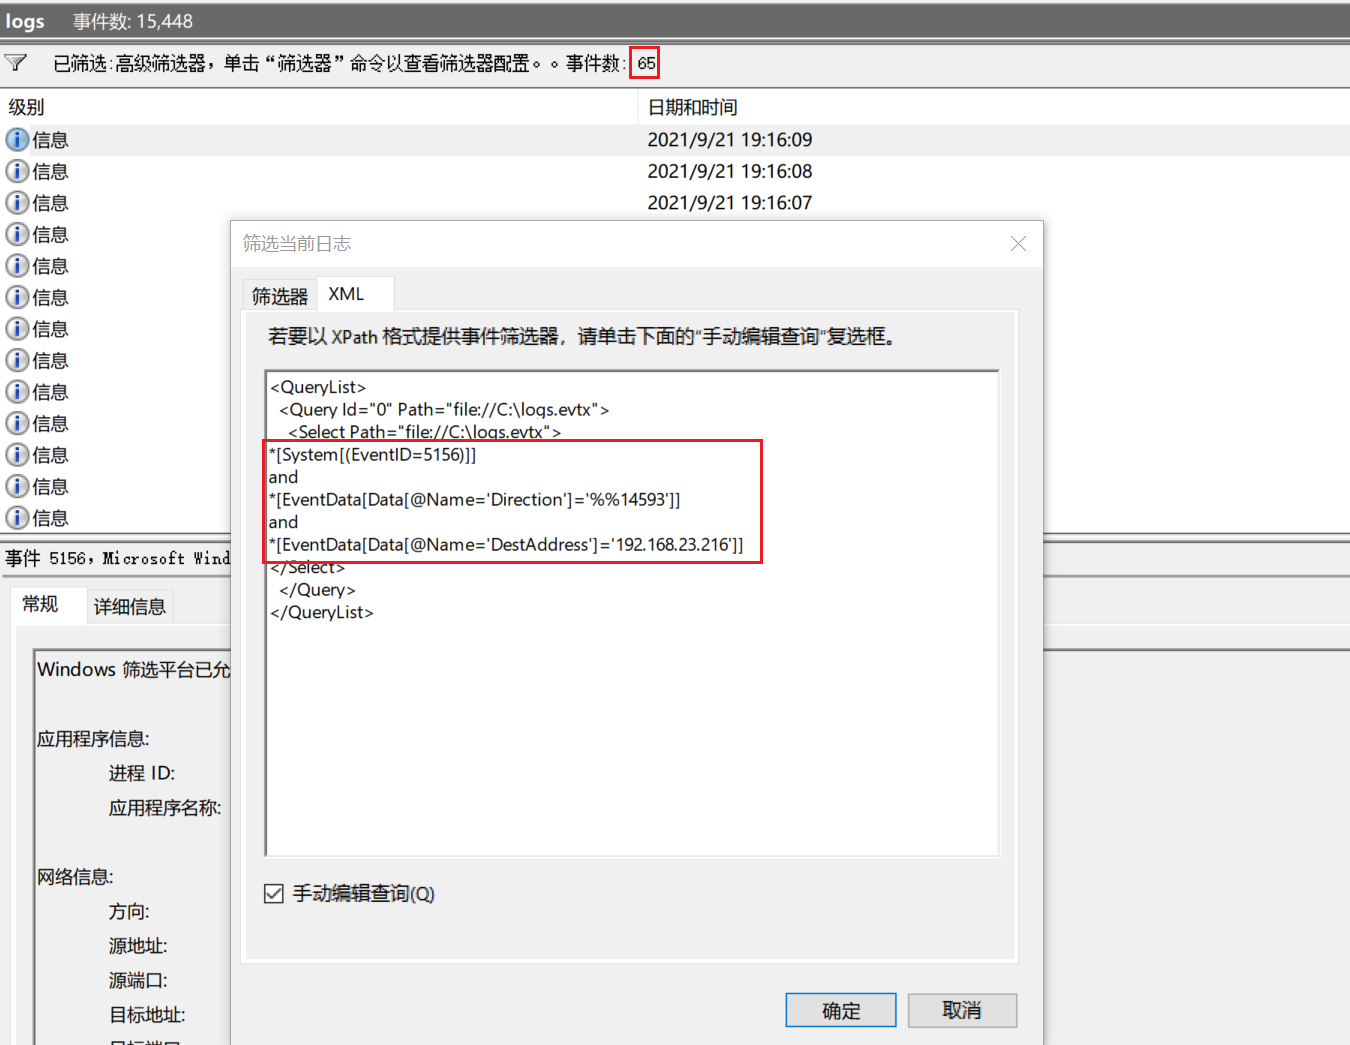 logs 事件数: 15,448
已筛选:高级筛选器，单击“筛选器”命令以查看筛选器配置。。事件数: 65
级别 日期和时间
信息 2021/9/21 19:16:09
信息 2021/9/21 19:16:08
信息 2021/9/21 19:16:07
信息
信息
信息
信息
信息
信息
信息
信息
信息
信息
筛选当前日志
筛选器 XML
若要以 XPath 格式提供事件筛选器，请单击下面的“手动编辑查询”复选框。
<QueryList>
<Query Id="0" Path="file://C:\logs.evtx">
<Select Path="file://C:\logs.evtx">
*[System[(EventID=5156)]]
and
*[EventData[Data[@Name='Direction']='%%14593']]
and
*[EventData[Data[@Name='DestAddress']='192.168.23.216']]
</Select>
</Query>
</QueryList>
手动编辑查询(Q)
确定 取消
事件 5156，Microsoft Wind
常规 详细信息
Windows 筛选平台已允
应用程序信息:
进程 ID:
应用程序名称:
网络信息:
方向:
源地址:
源端口:
目标地址:
目标端口